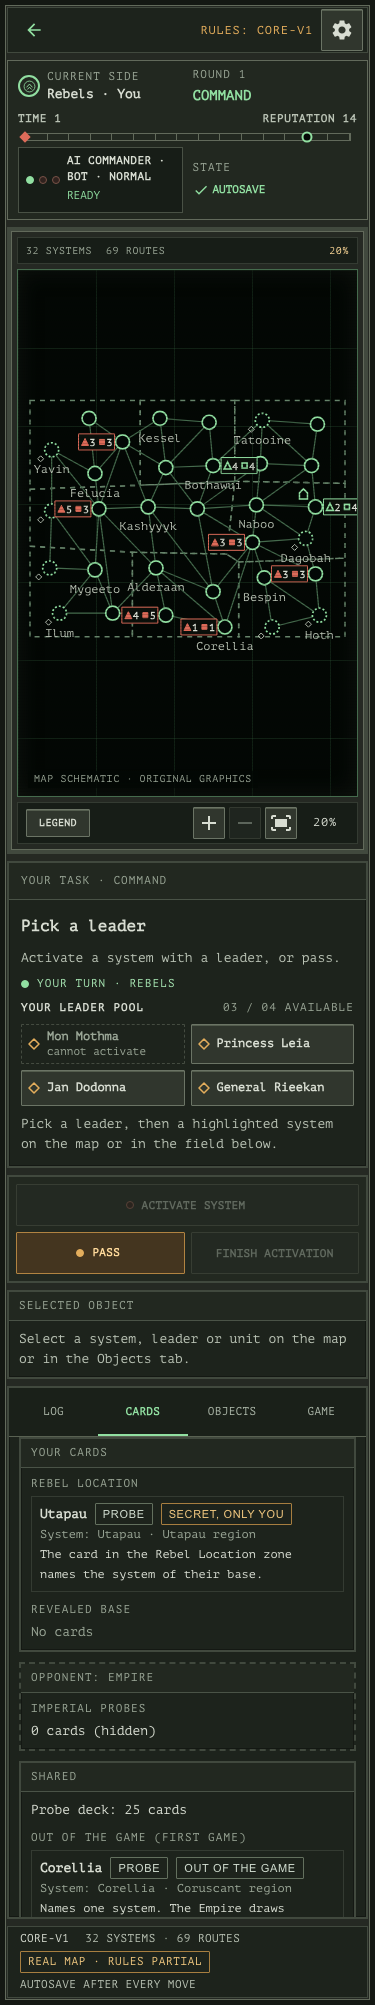 RULES: CORE-V1
CURRENT SIDE
Rebels · You
ROUND 1
COMMAND
TIME 1
REPUTATION 14
AI COMMANDER ·
BOT · NORMAL
READY
STATE
AUTOSAVE
32 SYSTEMS 69 ROUTES
20%
Kessel
Tatooine
3 3
Yavin
4 4
Bothawui
Felucia
5 3
2 4
Kashyyyk
Naboo
3 3
Dagobah
3 3
Mygeeto
Alderaan
Bespin
4 5
1 1
Ilum
Hoth
Corellia
MAP SCHEMATIC · ORIGINAL GRAPHICS
LEGEND
20%
YOUR TASK · COMMAND
Pick a leader
Activate a system with a leader, or pass.
YOUR TURN · REBELS
YOUR LEADER POOL
03 / 04 AVAILABLE
Mon Mothma
cannot activate
Princess Leia
Jan Dodonna
General Rieekan
Pick a leader, then a highlighted system
on the map or in the field below.
ACTIVATE SYSTEM
PASS
FINISH ACTIVATION
SELECTED OBJECT
Select a system, leader or unit on the map
or in the Objects tab.
LOG
CARDS
OBJECTS
GAME
YOUR CARDS
REBEL LOCATION
Utapau PROBE SECRET, ONLY YOU
System: Utapau · Utapau region
The card in the Rebel Location zone
names the system of their base.
REVEALED BASE
No cards
OPPONENT: EMPIRE
IMPERIAL PROBES
0 cards (hidden)
SHARED
Probe deck: 25 cards
OUT OF THE GAME (FIRST GAME)
Corellia PROBE OUT OF THE GAME
System: Corellia · Coruscant region
Names one system. The Empire draws
CORE-V1 32 SYSTEMS · 69 ROUTES
REAL MAP · RULES PARTIAL
AUTOSAVE AFTER EVERY MOVE